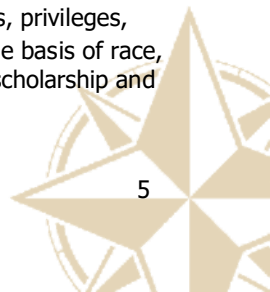 s, privileges,
e basis of race,
scholarship and
5